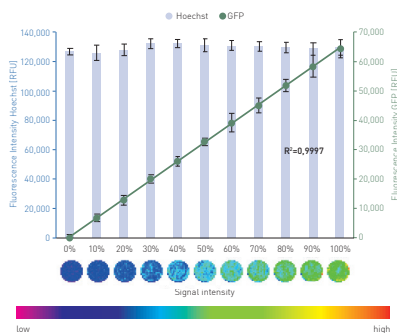 Hoechst GFP
Fluorescence Intensity Hoechst [RFU]
140,000
120,000
100,000
80,000
60,000
40,000
20,000
0
70,000
60,000
50,000
40,000
30,000
20,000
10,000
0
Fluorescence Intensity GFP [RFU]
R²=0,9997
0% 10% 20% 30% 40% 50% 60% 70% 80% 90% 100%
Signal intensity
low high